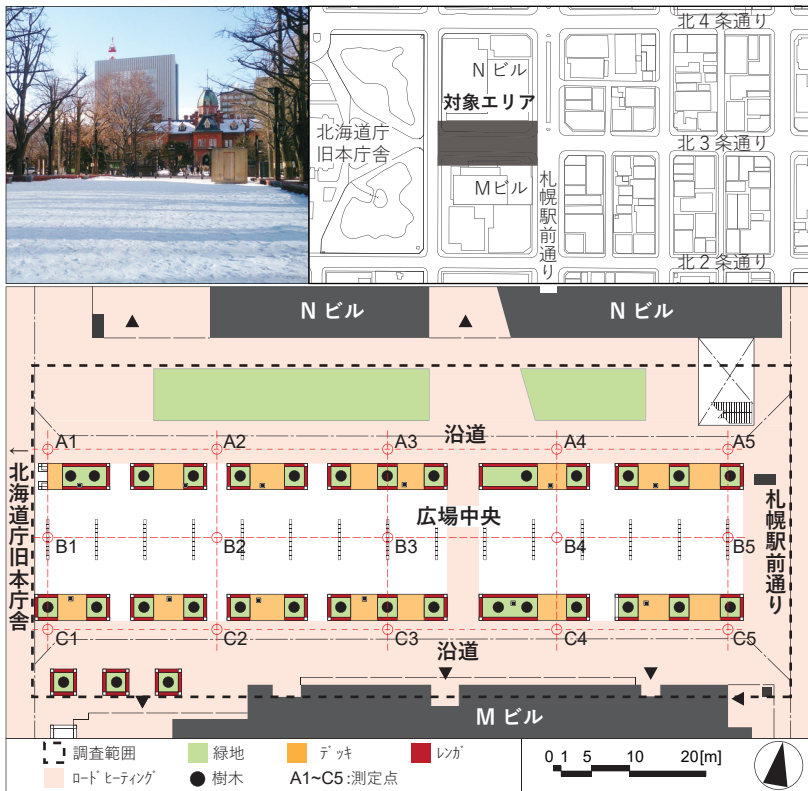 北4条通り
Nビル
対象エリア
北海道庁
旧本庁舎
北3条通り
Mビル
札幌駅前通り
北2条通り
Nビル
Nビル
A1
A2
A3
沿道
A4
A5
←北海道庁旧本庁舎
広場中央
札幌駅前通り
B1
B2
B3
B4
B5
C1
C2
C3
C4
C5
沿道
Mビル
調査範囲
緑地
デッキ
レンガ
0 1 5 10 20[m]
ロードヒーティング
樹木
A1~C5:測定点